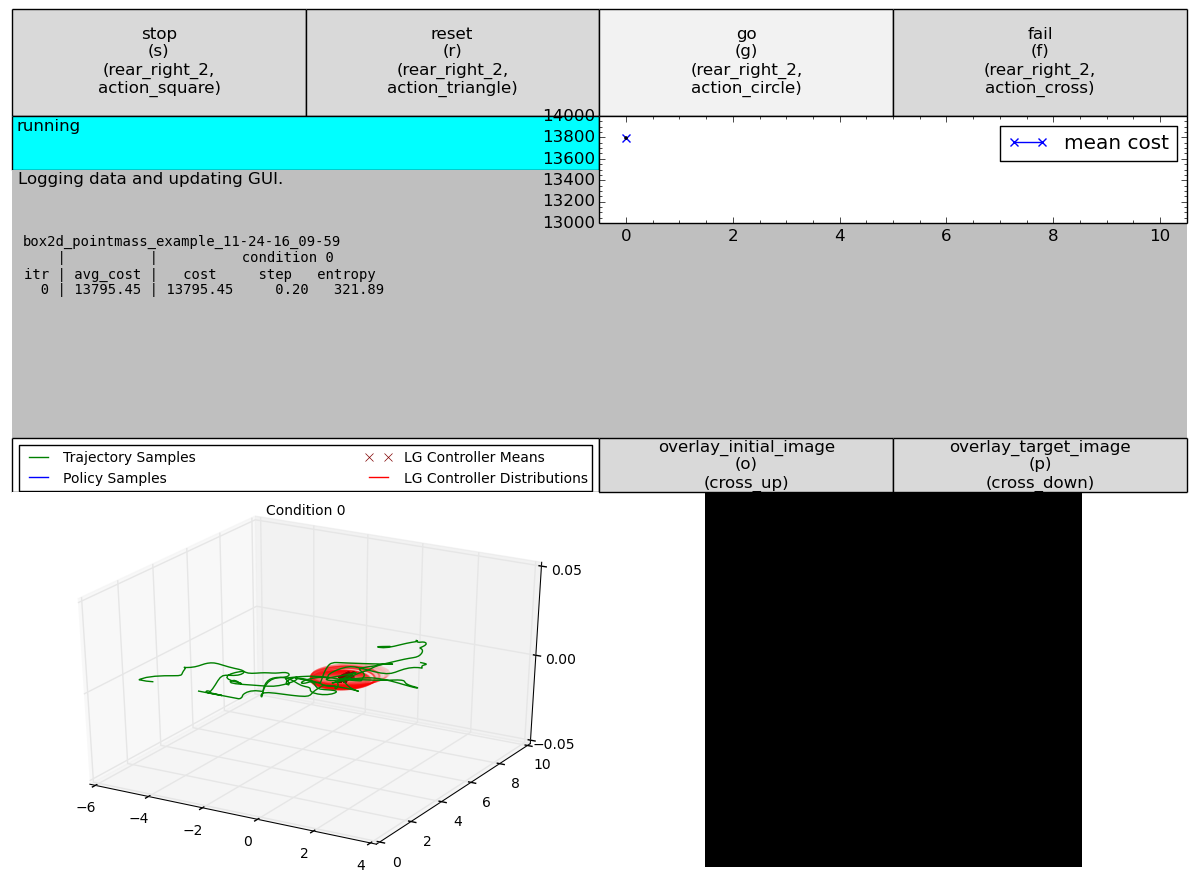 stop
(s)
(rear_right_2,
action_square)
reset
(r)
(rear_right_2,
action_triangle)
go
(g)
(rear_right_2,
action_circle)
fail
(f)
(rear_right_2,
action_cross)
running
14000
13800
13600
13400
13200
13000
mean cost
0 2 4 6 8 10
Logging data and updating GUI.
box2d_pointmass_example_11-24-16_09-59
| | condition 0
itr | avg_cost | cost step entropy
0 | 13795.45 | 13795.45 0.20 321.89
Trajectory Samples
Policy Samples
LG Controller Means
LG Controller Distributions
overlay_initial_image
(o)
(cross_up)
overlay_target_image
(p)
(cross_down)
Condition 0
0.05
0.00
−0.05
10
8
6
4
2
0
−6
−4
−2
0
2
4